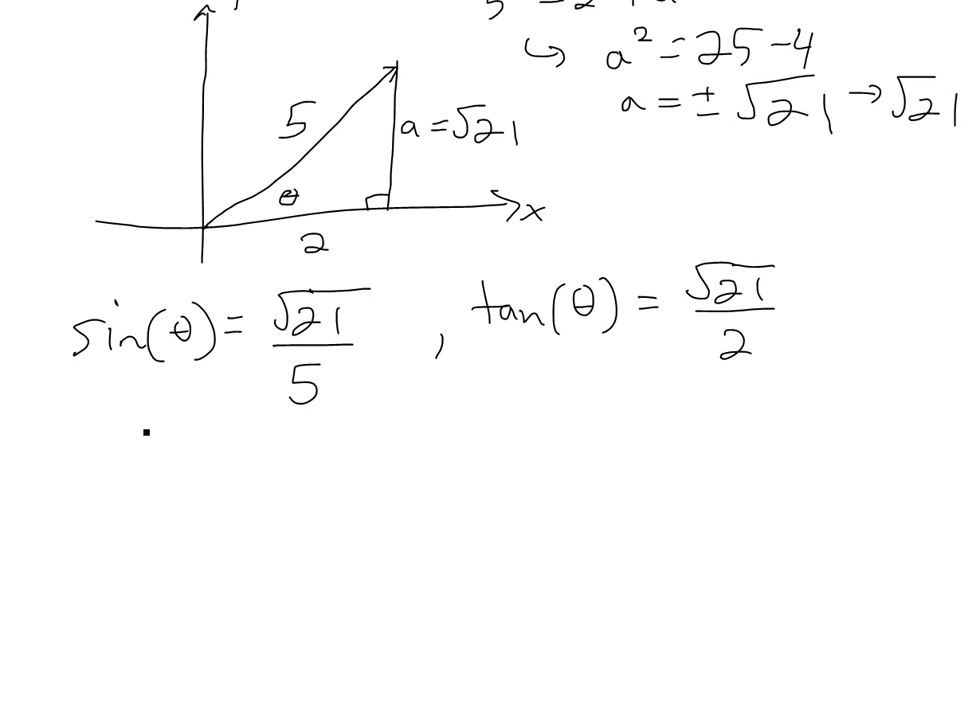 ↳ a² = 25 - 4
a = ± √21 → √21
5
a = √21
θ
x
2
sin(θ) = √21/5 , tan(θ) = √21/2